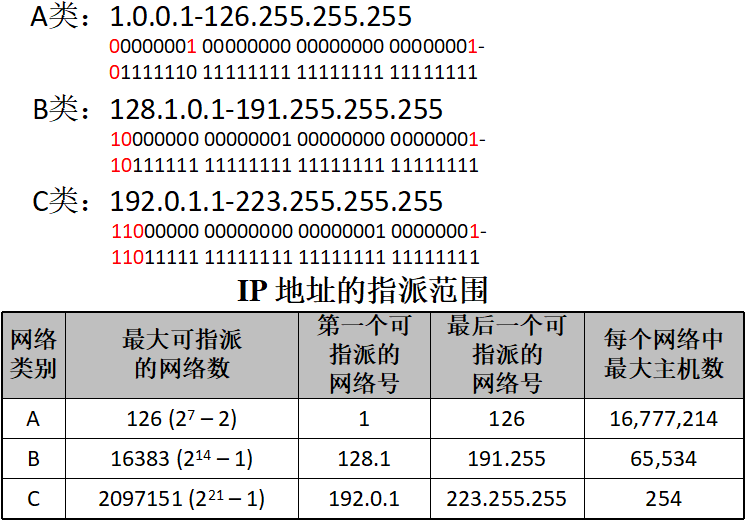 A类：1.0.0.1-126.255.255.255
00000001 00000000 00000000 00000001-
01111110 11111111 11111111 11111111
B类：128.1.0.1-191.255.255.255
10000000 00000001 00000000 00000001-
10111111 11111111 11111111 11111111
C类：192.0.1.1-223.255.255.255
11000000 00000000 00000001 00000001-
11011111 11111111 11111111 11111111
IP 地址的指派范围
网络类别 最大可指派的网络数 第一个可指派的网络号 最后一个可指派的网络号 每个网络中最大主机数
A 126 (2⁷ – 2) 1 126 16,777,214
B 16383 (2¹⁴ – 1) 128.1 191.255 65,534
C 2097151 (2²¹ – 1) 192.0.1 223.255.255 254